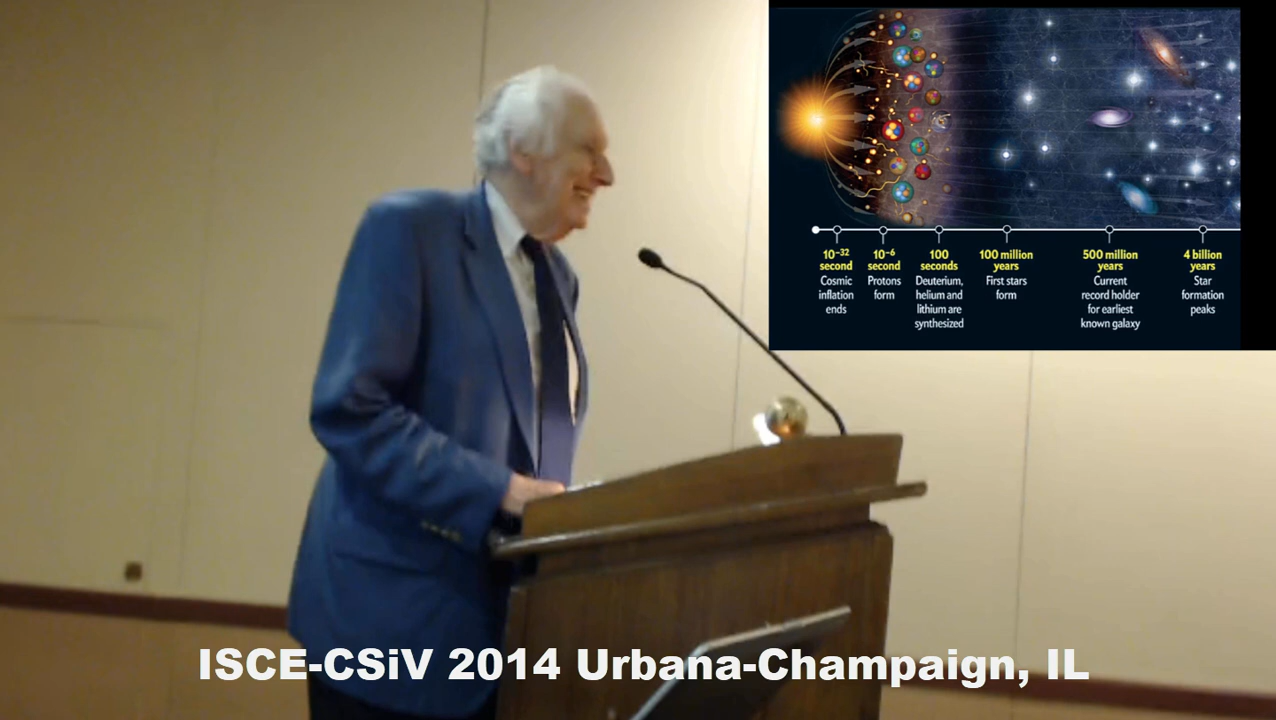 10⁻³² second
Cosmic inflation ends
10⁻⁶ second
Protons form
100 seconds
Deuterium, helium and lithium are synthesized
100 million years
First stars form
500 million years
Current record holder for earliest known galaxy
4 billion years
Star formation peaks
ISCE-CSiV 2014 Urbana-Champaign, IL